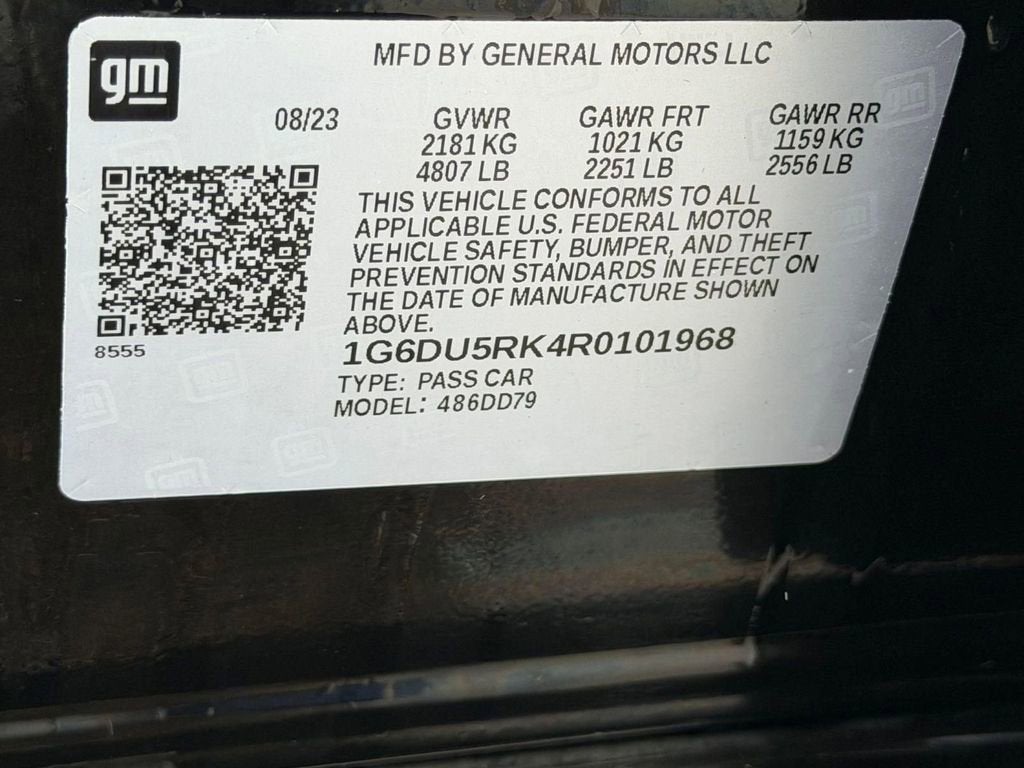 gm
MFD BY GENERAL MOTORS LLC
08/23 GVWR GAWR FRT GAWR RR
2181 KG 1021 KG 1159 KG
4807 LB 2251 LB 2556 LB
THIS VEHICLE CONFORMS TO ALL
APPLICABLE U.S. FEDERAL MOTOR
VEHICLE SAFETY, BUMPER, AND THEFT
PREVENTION STANDARDS IN EFFECT ON
THE DATE OF MANUFACTURE SHOWN
ABOVE.
8555
1G6DU5RK4R0101968
TYPE: PASS CAR
MODEL: 486DD79